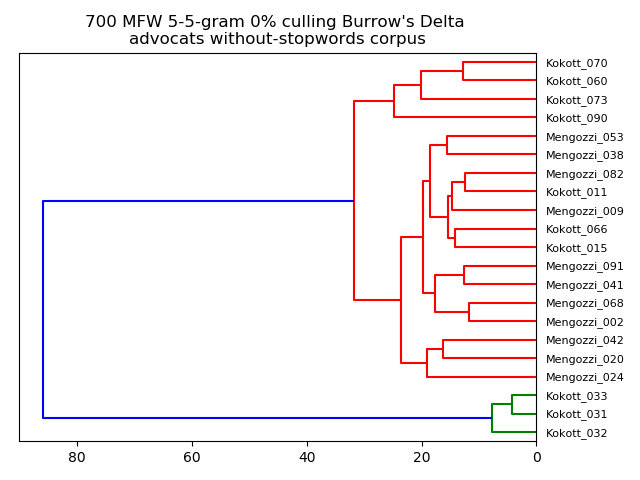 700 MFW 5-5-gram 0% culling Burrow's Delta
advocats without-stopwords corpus
Kokott_070
Kokott_060
Kokott_073
Kokott_090
Mengozzi_053
Mengozzi_038
Mengozzi_082
Kokott_011
Mengozzi_009
Kokott_066
Kokott_015
Mengozzi_091
Mengozzi_041
Mengozzi_068
Mengozzi_002
Mengozzi_042
Mengozzi_020
Mengozzi_024
Kokott_033
Kokott_031
Kokott_032
80 60 40 20 0